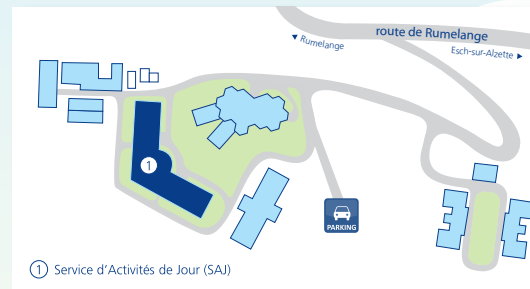 route de Rumelange
◄ Rumelange
Esch-sur-Alzette ►
1
PARKING
1 Service d'Activités de Jour (SAJ)